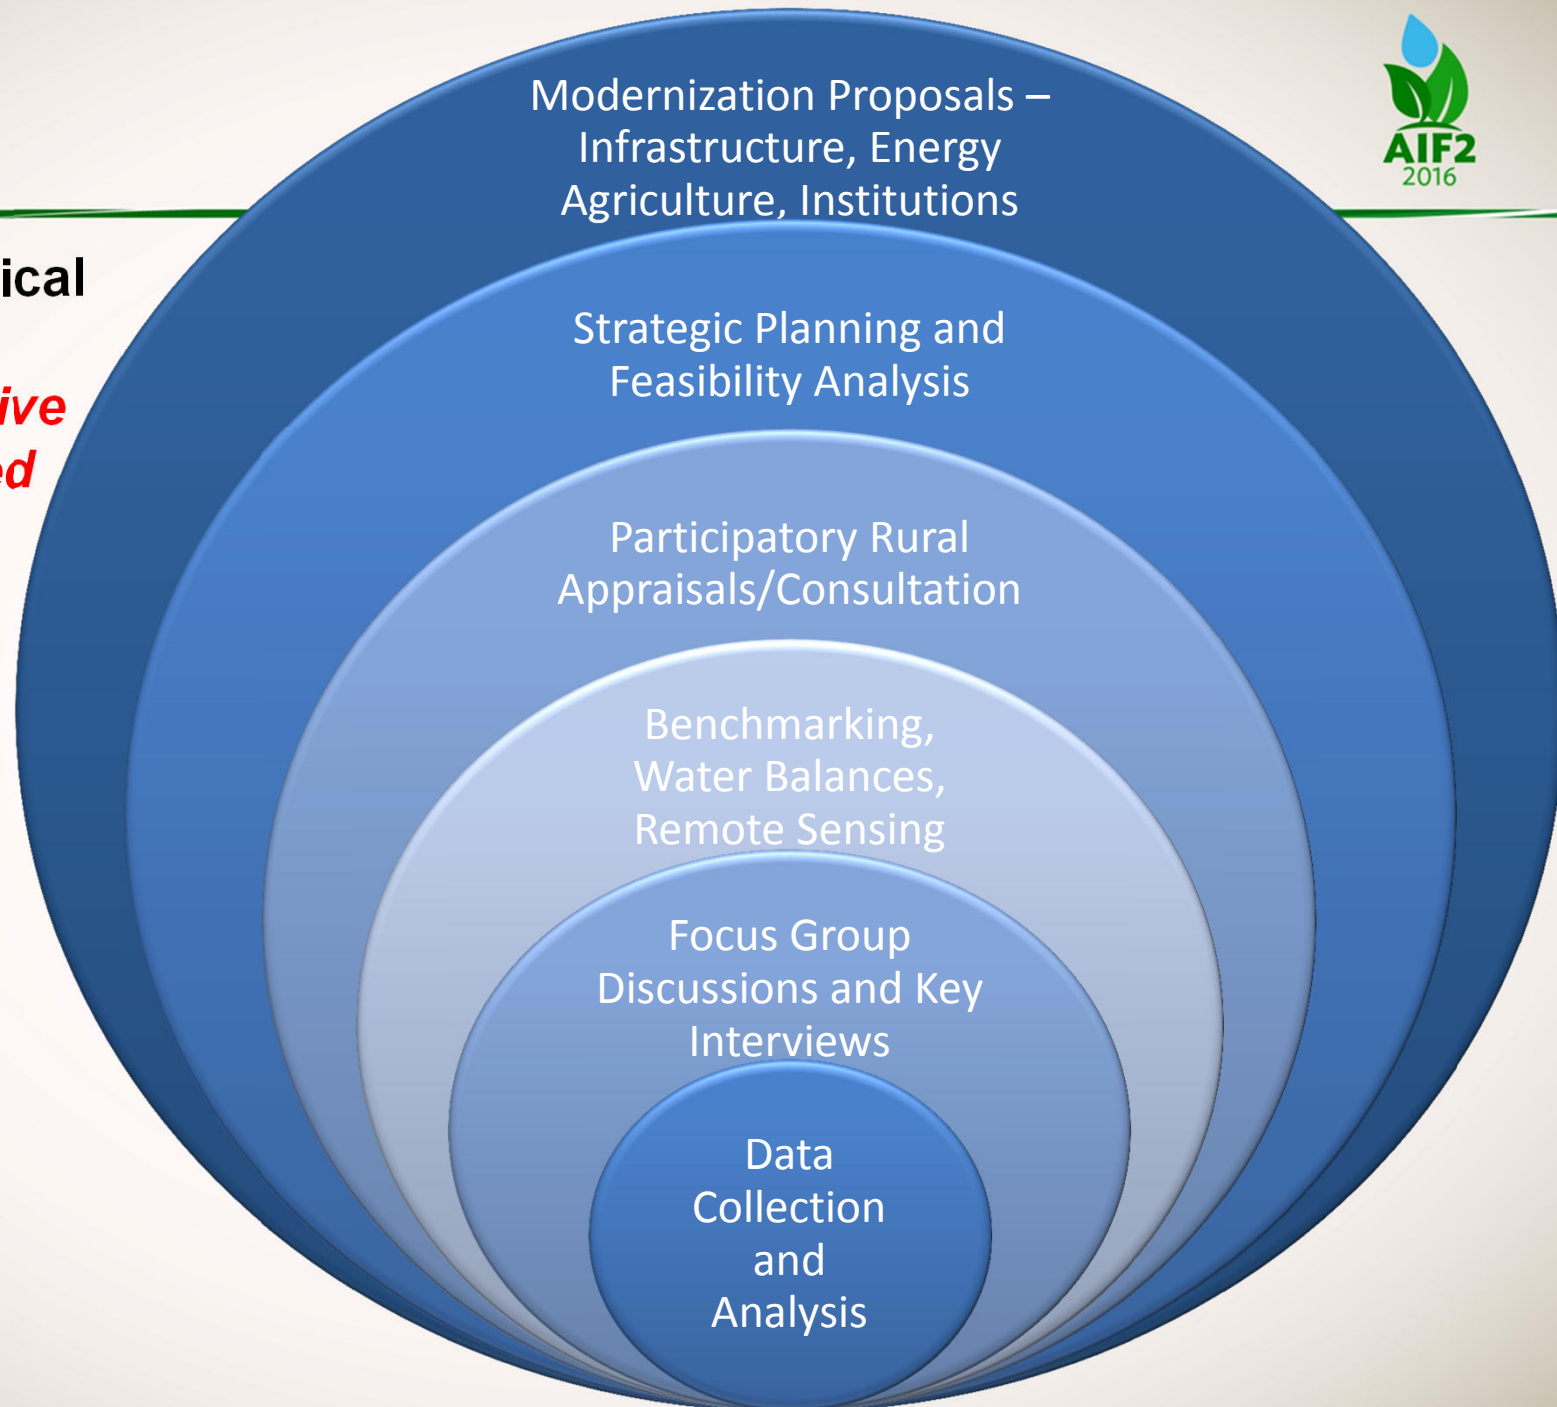 AIF2
2016
Modernization Proposals –
Infrastructure, Energy
Agriculture, Institutions
ical
ive
ed
Strategic Planning and
Feasibility Analysis
Participatory Rural
Appraisals/Consultation
Benchmarking,
Water Balances,
Remote Sensing
Focus Group
Discussions and Key
Interviews
Data
Collection
and
Analysis